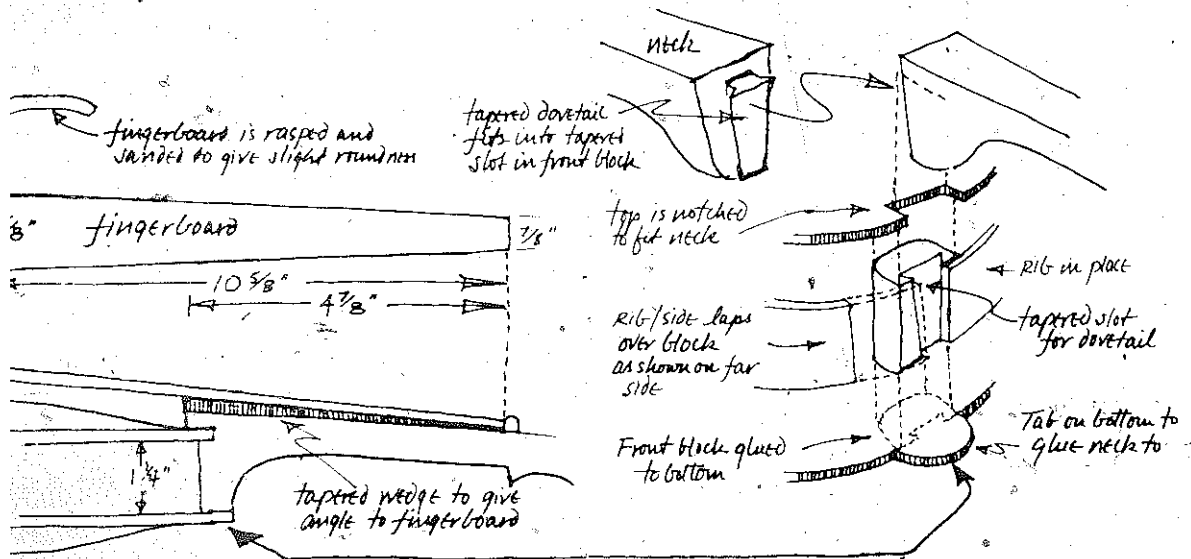 neck
tapered dovetail
fits into tapered
slot in front block
fingerboard is rasped and
sanded to give slight roundness
top is notched
to fit neck
fingerboard
7/8"
10 5/8"
4 7/8"
Rib in place
Rib/side laps
over block
as shown on far
side
tapered slot
for dovetail
Front block glued
to bottom
Tab on bottom to
glue neck to
1 1/4"
tapered wedge to give
angle to fingerboard